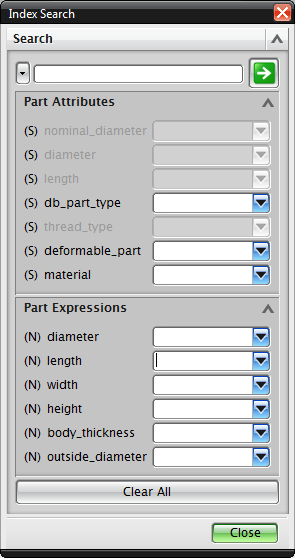 Index Search
Search
Part Attributes
(S) nominal_diameter
(S) diameter
(S) length
(S) db_part_type
(S) thread_type
(S) deformable_part
(S) material
Part Expressions
(N) diameter
(N) length
(N) width
(N) height
(N) body_thickness
(N) outside_diameter
Clear All
Close